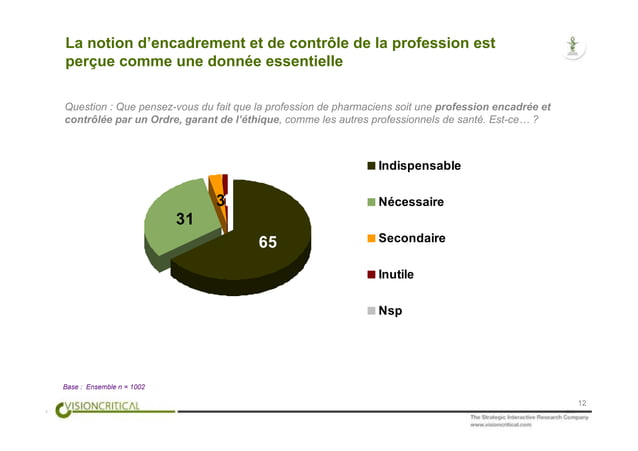 La notion d’encadrement et de contrôle de la profession est
perçue comme une donnée essentielle
Question : Que pensez-vous du fait que la profession de pharmaciens soit une profession encadrée et
contrôlée par un Ordre, garant de l’éthique, comme les autres professionnels de santé. Est-ce… ?
Indispensable
Nécessaire
Secondaire
Inutile
Nsp
31
3
65
Base : Ensemble n = 1002
VISIONCRITICAL
12
The Strategic Interactive Research Company
www.visioncritical.com